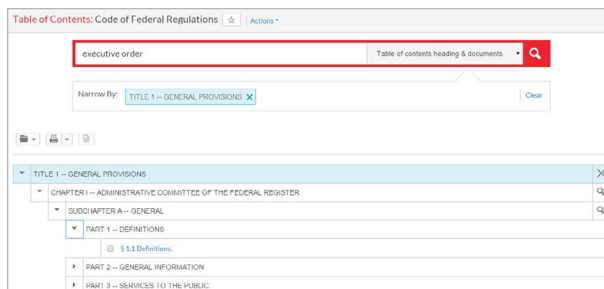 Table of Contents: Code of Federal Regulations Actions
executive order Table of contents heading & documents
Narrow By: TITLE 1 -- GENERAL PROVISIONS X Clear
TITLE 1 -- GENERAL PROVISIONS
CHAPTER I -- ADMINISTRATIVE COMMITTEE OF THE FEDERAL REGISTER
SUBCHAPTER A -- GENERAL
PART 1 -- DEFINITIONS
§ 1.1 Definitions.
PART 2 -- GENERAL INFORMATION
PART 3 -- SERVICES TO THE PUBLIC